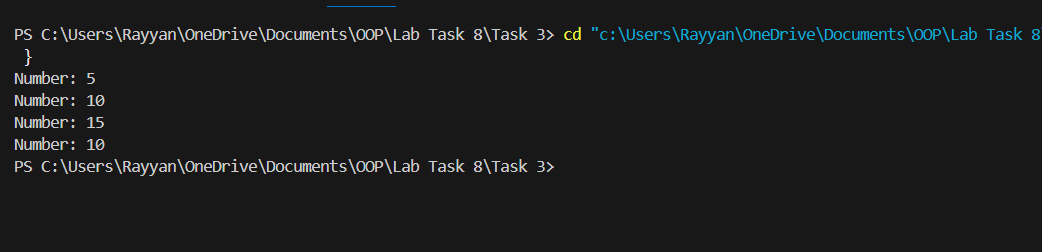 PS C:\Users\Rayyan\OneDrive\Documents\OOP\Lab Task 8\Task 3> cd "c:\Users\Rayyan\OneDrive\Documents\OOP\Lab Task 8
}
Number: 5
Number: 10
Number: 15
Number: 10
PS C:\Users\Rayyan\OneDrive\Documents\OOP\Lab Task 8\Task 3>